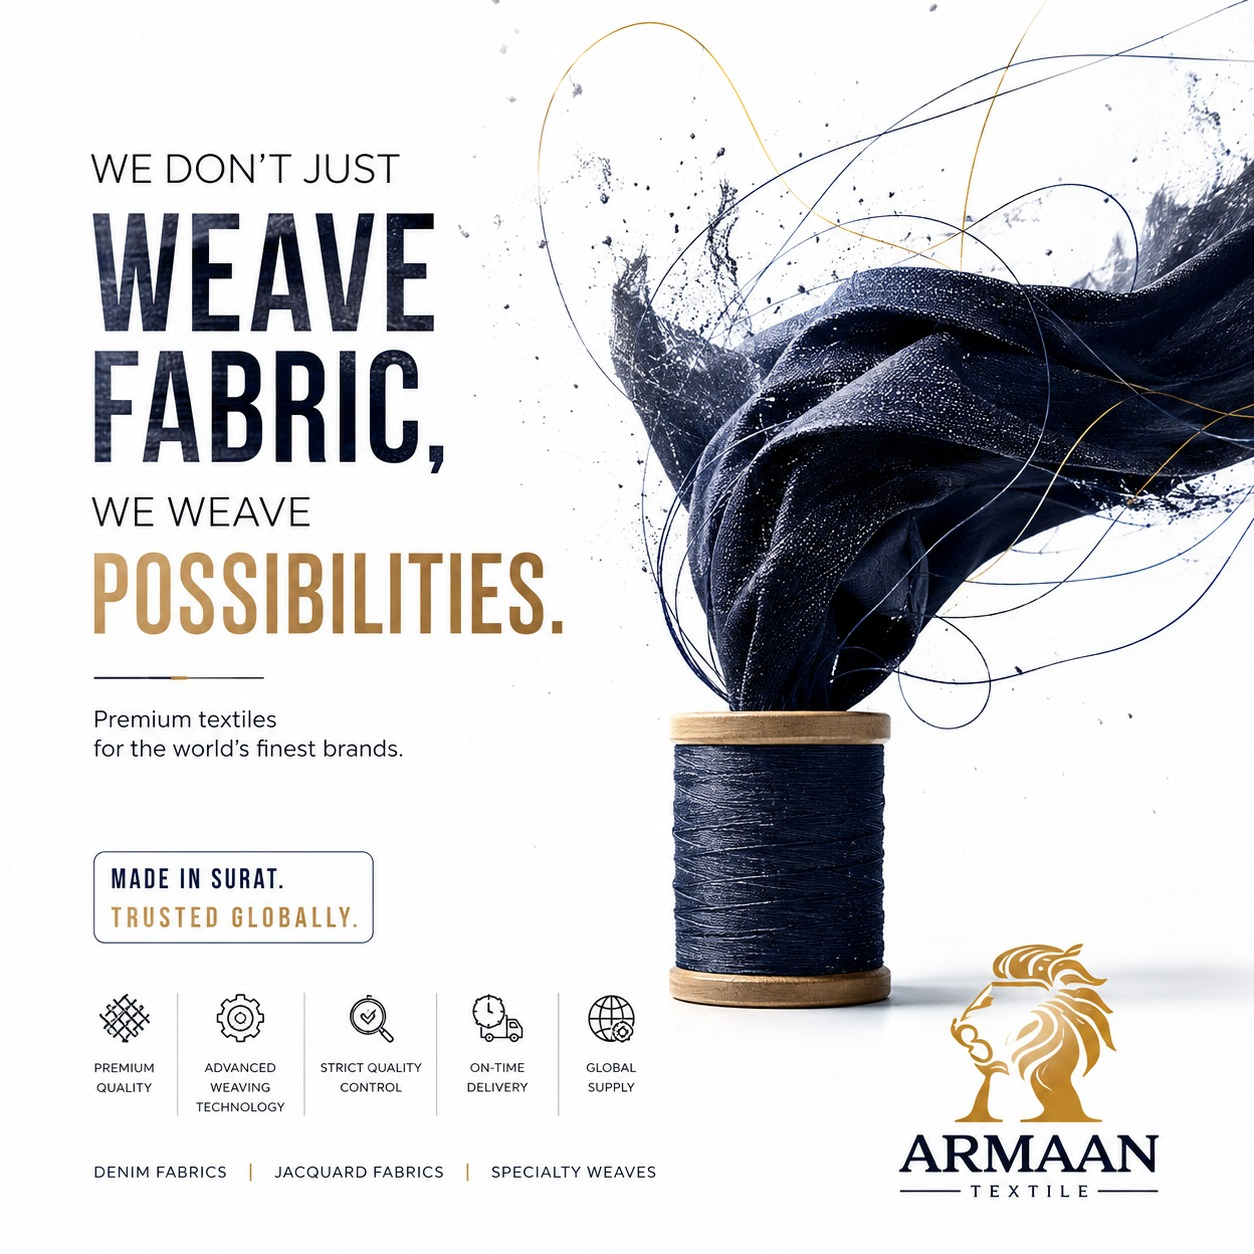 WE DON'T JUST
WEAVE
FABRIC,
WE WEAVE
POSSIBILITIES.
Premium textiles
for the world's finest brands.
MADE IN SURAT.
TRUSTED GLOBALLY.
PREMIUM
QUALITY
ADVANCED
WEAVING
TECHNOLOGY
STRICT QUALITY
CONTROL
ON-TIME
DELIVERY
GLOBAL
SUPPLY
DENIM FABRICS | JACQUARD FABRICS | SPECIALTY WEAVES
ARMAAN
TEXTILE